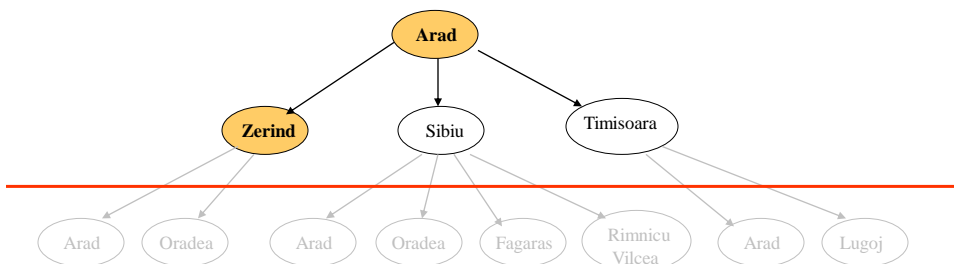 Arad
Zerind
Sibiu
Timisoara
Arad
Oradea
Arad
Oradea
Fagaras
Rimnicu
Vilcea
Arad
Lugoj